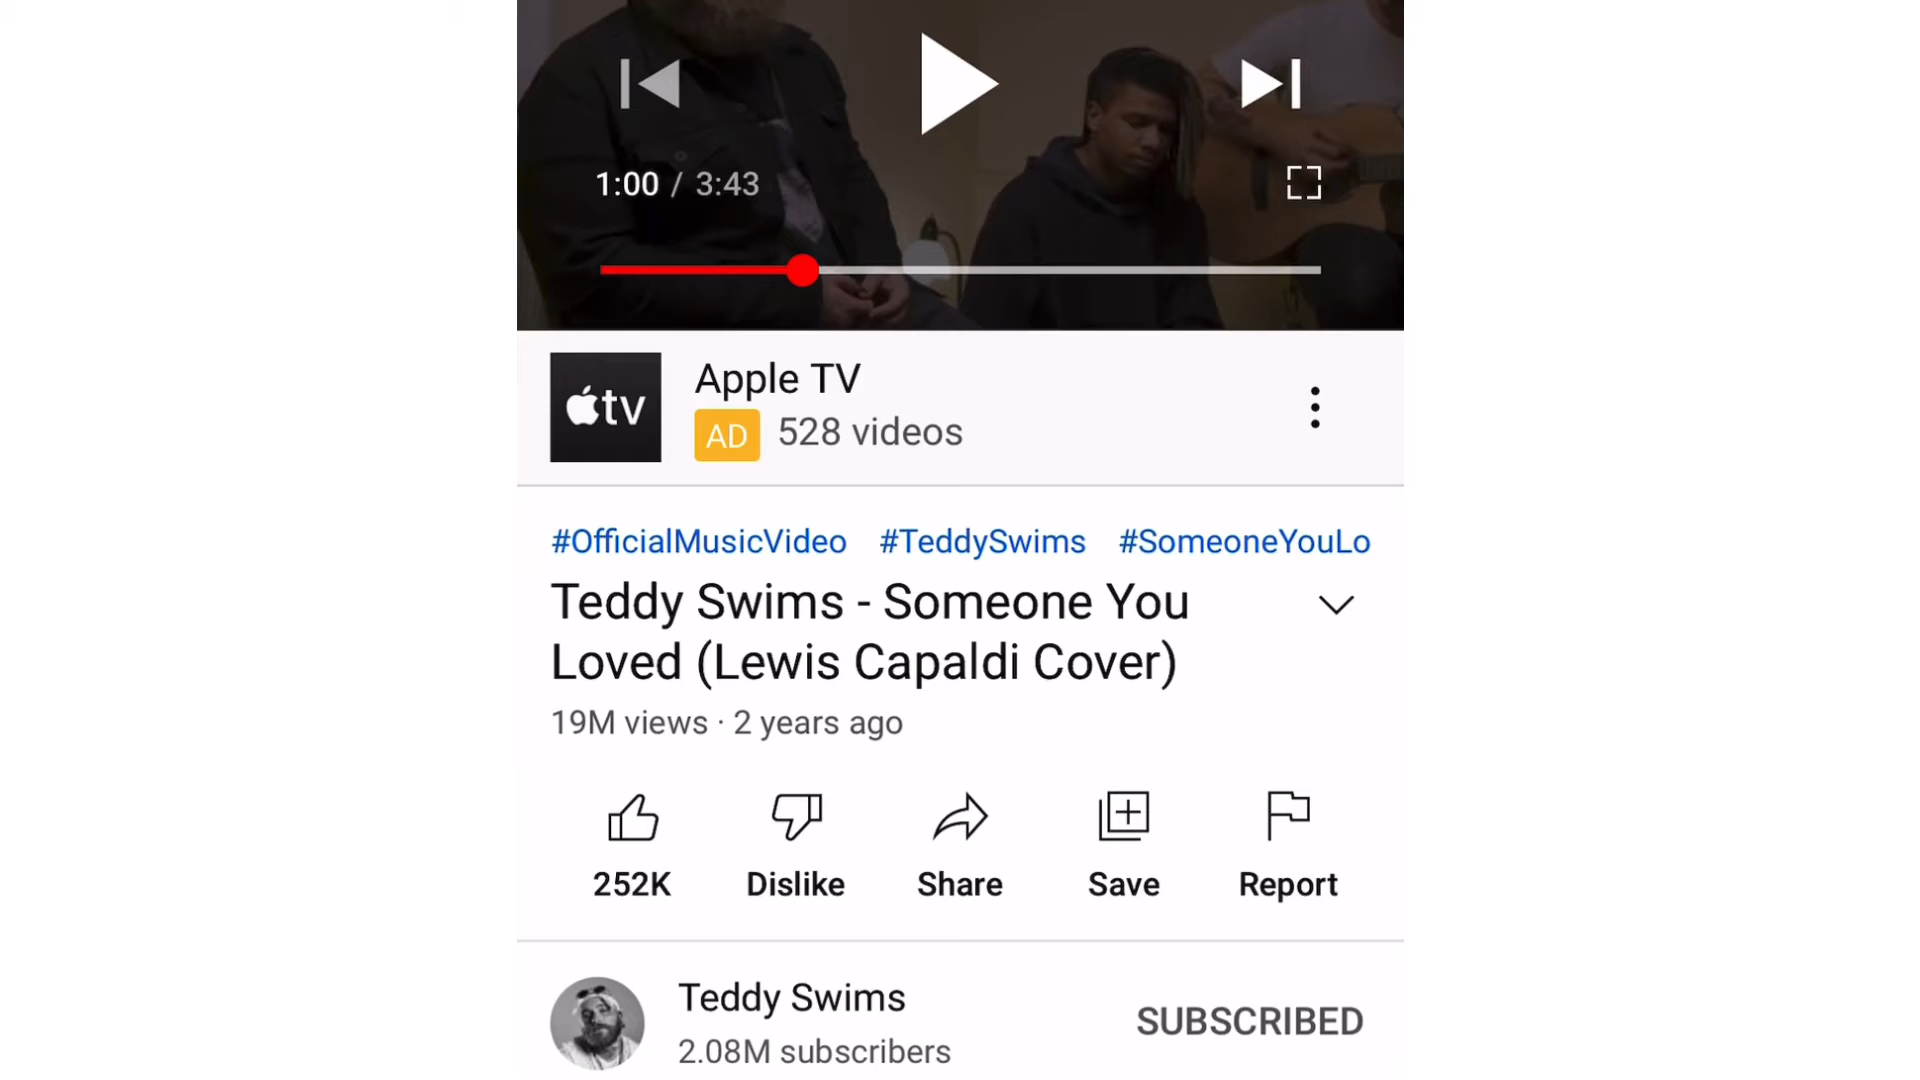 1:00 / 3:43
tv
Apple TV
AD 528 videos
#OfficialMusicVideo #TeddySwims #SomeoneYouLo
Teddy Swims - Someone You
Loved (Lewis Capaldi Cover)
19M views · 2 years ago
252K Dislike Share Save Report
Teddy Swims
SUBSCRIBED
2.08M subscribers